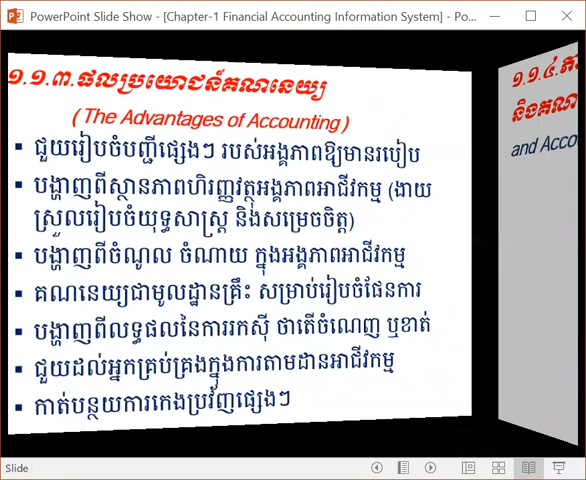 PowerPoint Slide Show - [Chapter-1 Financial Accounting Information System] - Po...
១.១.៣.ផលប្រយោជន៍គណនេយ្យ
(The Advantages of Accounting)
▪ ជួយរៀបចំបញ្ជីផ្សេងៗ របស់អង្គភាពឱ្យមានរបៀប
▪ បង្ហាញពីស្ថានភាពហិរញ្ញវត្ថុអង្គភាពអាជីវកម្ម (ងាយ
ស្រួលរៀបចំយុទ្ធសាស្ត្រ និងសម្រេចចិត្ត)
▪ បង្ហាញពីចំណូល ចំណាយ ក្នុងអង្គភាពអាជីវកម្ម
▪ គណនេយ្យជាមូលដ្ឋានគ្រឹះ សម្រាប់រៀបចំផែនការ
▪ បង្ហាញពីលទ្ធផលនៃការរកស៊ី ថាតើចំណេញ ឬខាត់
▪ ជួយដល់អ្នកគ្រប់គ្រងក្នុងការតាមដានអាជីវកម្ម
▪ កាត់បន្ថយការកេងប្រវ័ញផ្សេងៗ
១.១.៤.
និងគណ
and Acco
Slide